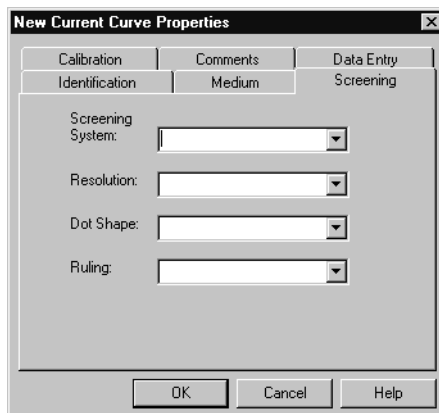 New Current Curve Properties
Calibration Comments Data Entry
Identification Medium Screening
Screening
System:
Resolution:
Dot Shape:
Ruling:
OK Cancel Help